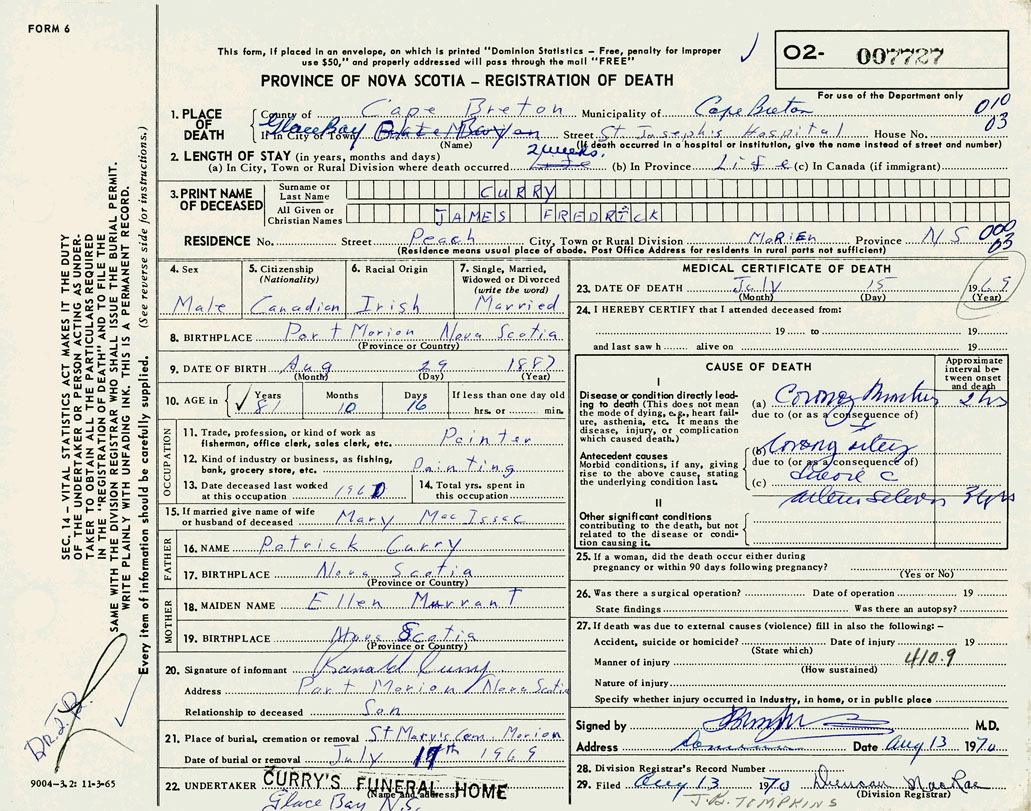 FORM 6
This form, if placed in an envelope, on which is printed "Dominion Statistics – Free, penalty for improper
use $50," and properly addressed will pass through the mail "FREE"
PROVINCE OF NOVA SCOTIA – REGISTRATION OF DEATH
O2- 007727
For use of the Department only
1. PLACE OF DEATH
County of Cape Breton Municipality of Cape Breton 010
If in City or Town Glace Bay Street St Joseph's Hospital House No. 03
(Name) (If death occurred in a hospital or institution, give the name instead of street and number)
2. LENGTH OF STAY (in years, months and days) 2 weeks.
(a) In City, Town or Rural Division where death occurred Life (b) In Province Life (c) In Canada (if immigrant)
3. PRINT NAME OF DECEASED
Surname or Last Name CURRY
All Given or Christian Names JAMES FREDRICK
RESIDENCE No. Street Peach City, Town or Rural Division MORIEN Province N S 000 03
(Residence means usual place of abode. Post Office Address for residents in rural parts not sufficient)
4. Sex Male
5. Citizenship (Nationality) Canadian
6. Racial Origin Irish
7. Single, Married, Widowed or Divorced (write the word) Married
8. BIRTHPLACE Port Morion Nova Scotia
(Province or Country)
9. DATE OF BIRTH Aug 29 1887
(Month) (Day) (Year)
10. AGE in Years 81 Months 10 Days 16 If less than one day old
hrs. or min.
OCCUPATION
11. Trade, profession, or kind of work as fisherman, office clerk, sales clerk, etc. Painter
12. Kind of industry or business, as fishing, bank, grocery store, etc. Painting
13. Date deceased last worked at this occupation 1960
14. Total yrs. spent in this occupation
15. If married give name of wife or husband of deceased Mary MacIssac
FATHER
16. NAME Patrick Curry
17. BIRTHPLACE Nova Scotia
(Province or Country)
MOTHER
18. MAIDEN NAME Ellen Murrant
19. BIRTHPLACE Nova Scotia
(Province or Country)
20. Signature of informant Ranald Curry
Address Port Morion Nova Scotia
Relationship to deceased Son
21. Place of burial, cremation or removal St Marys Cem Morion
Date of burial or removal July 17th 1969
22. UNDERTAKER CURRY'S FUNERAL HOME
(Name and address)
Glace Bay N.S.
MEDICAL CERTIFICATE OF DEATH
23. DATE OF DEATH July 15 1969
(Month) (Day) (Year)
24. I HEREBY CERTIFY that I attended deceased from:
19 to 19
and last saw h alive on 19
CAUSE OF DEATH
Approximate interval between onset and death
I
Disease or condition directly leading to death (This does not mean the mode of dying, e.g., heart failure, asthenia, etc. It means the disease, injury, or complication which caused death.)
(a) Coronary 2 hrs
due to (or as a consequence of)
Antecedent causes
Morbid conditions, if any, giving rise to the above cause, stating the underlying condition last.
(b) Coronary artery
due to (or as a consequence of)
(c)
II
Other significant conditions contributing to the death, but not related to the disease or condition causing it.
25. If a woman, did the death occur either during pregnancy or within 90 days following pregnancy?
(Yes or No)
26. Was there a surgical operation? Date of operation 19
State findings Was there an autopsy?
27. If death was due to external causes (violence) fill in also the following: –
Accident, suicide or homicide? Date of injury 19
(State which)
Manner of injury 410.9
(How sustained)
Nature of injury
Specify whether injury occurred in industry, in home, or in public place
Signed by M.D.
Address Date Aug 13 1970
28. Division Registrar's Record Number
29. Filed Aug 13 1970 Duncan MacRae
(Division Registrar)
J.B. TOMPKINS
SEC. 14 – VITAL STATISTICS ACT MAKES IT THE DUTY
OF THE UNDERTAKER OR PERSON ACTING AS UNDER-
TAKER TO OBTAIN ALL THE PARTICULARS REQUIRED
IN THE "REGISTRATION OF DEATH" AND TO FILE THE
SAME WITH THE DIVISION REGISTRAR WHO SHALL ISSUE THE BURIAL PERMIT.
WRITE PLAINLY WITH UNFADING INK. THIS IS A PERMANENT RECORD.
Every item of information should be carefully supplied. (See reverse side for instructions.)
9004–3.2: 11-3-65